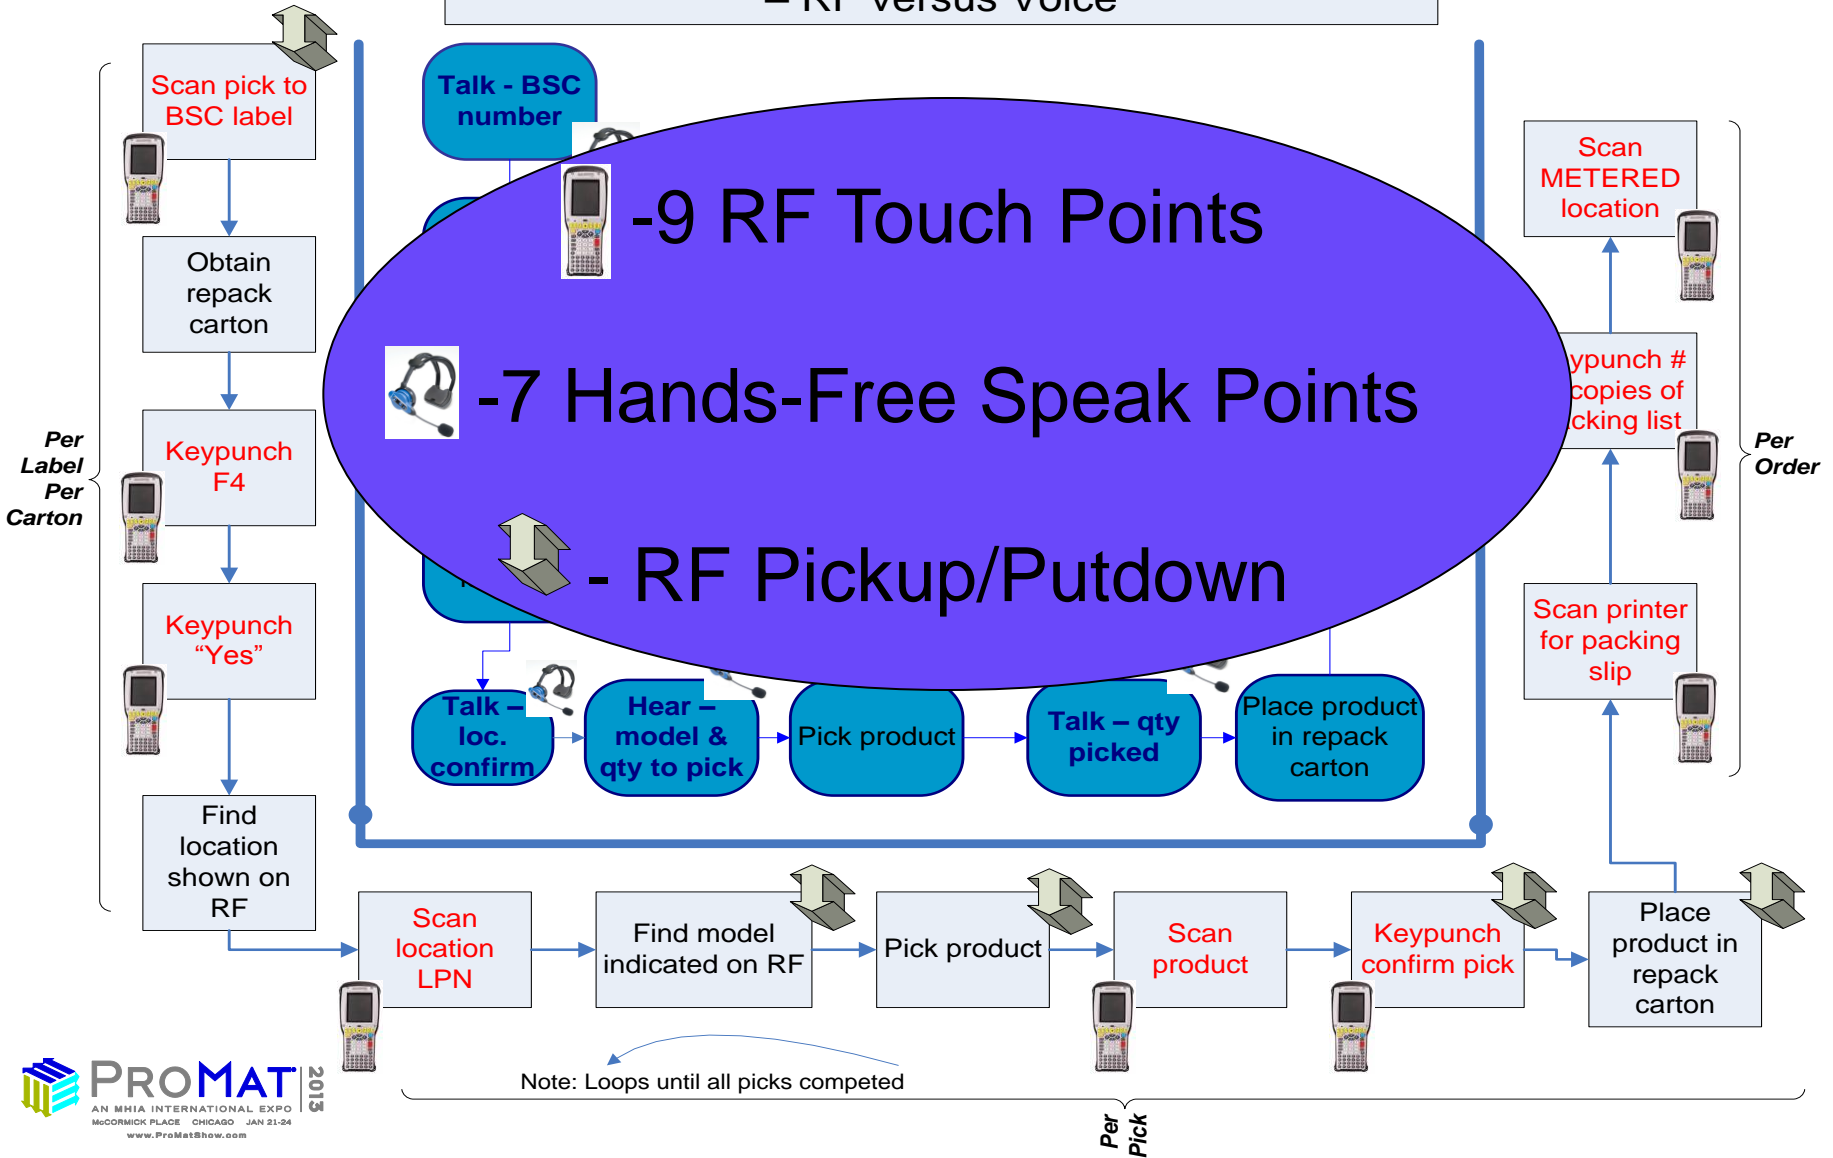 – RF versus Voice
Scan pick to
BSC label
Obtain
repack
carton
Keypunch
F4
Keypunch
“Yes”
Find
location
shown on
RF
Per
Label
Per
Carton
Talk - BSC
number
-9 RF Touch Points
-7 Hands-Free Speak Points
- RF Pickup/Putdown
Talk –
loc.
confirm
Hear –
model &
qty to pick
Pick product
Talk – qty
picked
Place product
in repack
carton
Scan
location
LPN
Find model
indicated on RF
Pick product
Scan
product
Keypunch
confirm pick
Place
product in
repack
carton
Scan printer
for packing
slip
ypunch #
copies of
cking list
Scan
METERED
location
Per
Order
Note: Loops until all picks competed
Per
Pick
PROMAT 2013
AN MHIA INTERNATIONAL EXPO
McCORMICK PLACE CHICAGO JAN 21-24
www.ProMatShow.com